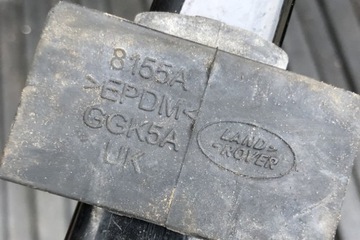 8155A
>EPDM<
GGK5A
UK
LAND-
-ROVER